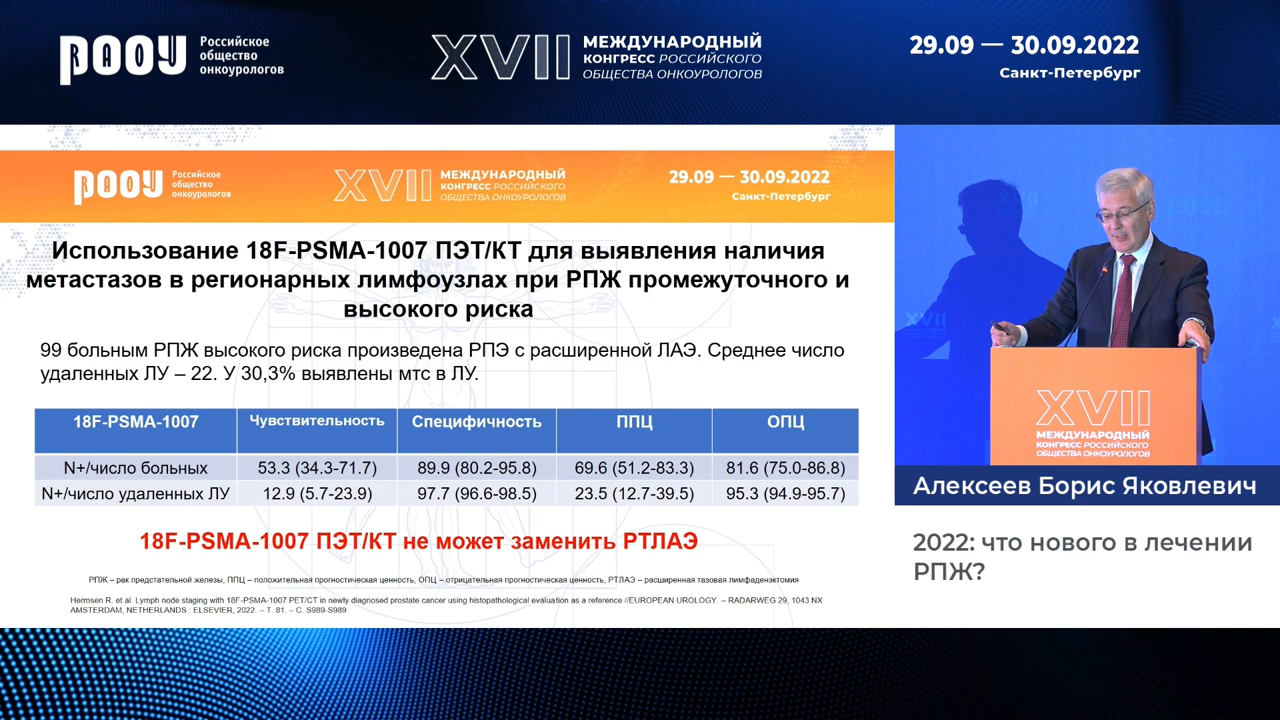 РАОУ
Российское
общество
онкоурологов
XVII
МЕЖДУНАРОДНЫЙ
КОНГРЕСС РОССИЙСКОГО
ОБЩЕСТВА ОНКОУРОЛОГОВ
29.09 — 30.09.2022
Санкт-Петербург
РАОУ
Российское
общество
онкоурологов
XVII
МЕЖДУНАРОДНЫЙ
КОНГРЕСС РОССИЙСКОГО
ОБЩЕСТВА ОНКОУРОЛОГОВ
29.09 — 30.09.2022
Санкт-Петербург
Использование 18F-PSMA-1007 ПЭТ/КТ для выявления наличия
метастазов в регионарных лимфоузлах при РПЖ промежуточного и
высокого риска
99 больным РПЖ высокого риска произведена РПЭ с расширенной ЛАЭ. Среднее число
удаленных ЛУ – 22. У 30,3% выявлены мтс в ЛУ.
18F-PSMA-1007 Чувствительность Специфичность ППЦ ОПЦ
N+/число больных 53.3 (34.3-71.7) 89.9 (80.2-95.8) 69.6 (51.2-83.3) 81.6 (75.0-86.8)
N+/число удаленных ЛУ 12.9 (5.7-23.9) 97.7 (96.6-98.5) 23.5 (12.7-39.5) 95.3 (94.9-95.7)
18F-PSMA-1007 ПЭТ/КТ не может заменить РТЛАЭ
РПЖ – рак предстательной железы, ППЦ – положительная прогностическая ценность, ОПЦ – отрицательная прогностическая ценность, РТЛАЭ – расширенная тазовая лимфаденэктомия
Hermsen R. et al. Lymph node staging with 18F-PSMA-1007 PET/CT in newly diagnosed prostate cancer using histopathological evaluation as a reference //EUROPEAN UROLOGY. – RADARWEG 29, 1043 NX
AMSTERDAM, NETHERLANDS : ELSEVIER, 2022. – Т. 81. – С. S989-S989
XVII
МЕЖДУНАРОДНЫЙ
КОНГРЕСС РОССИЙСКОГО
ОБЩЕСТВА ОНКОУРОЛОГОВ
Алексеев Борис Яковлевич
2022: что нового в лечении
РПЖ?